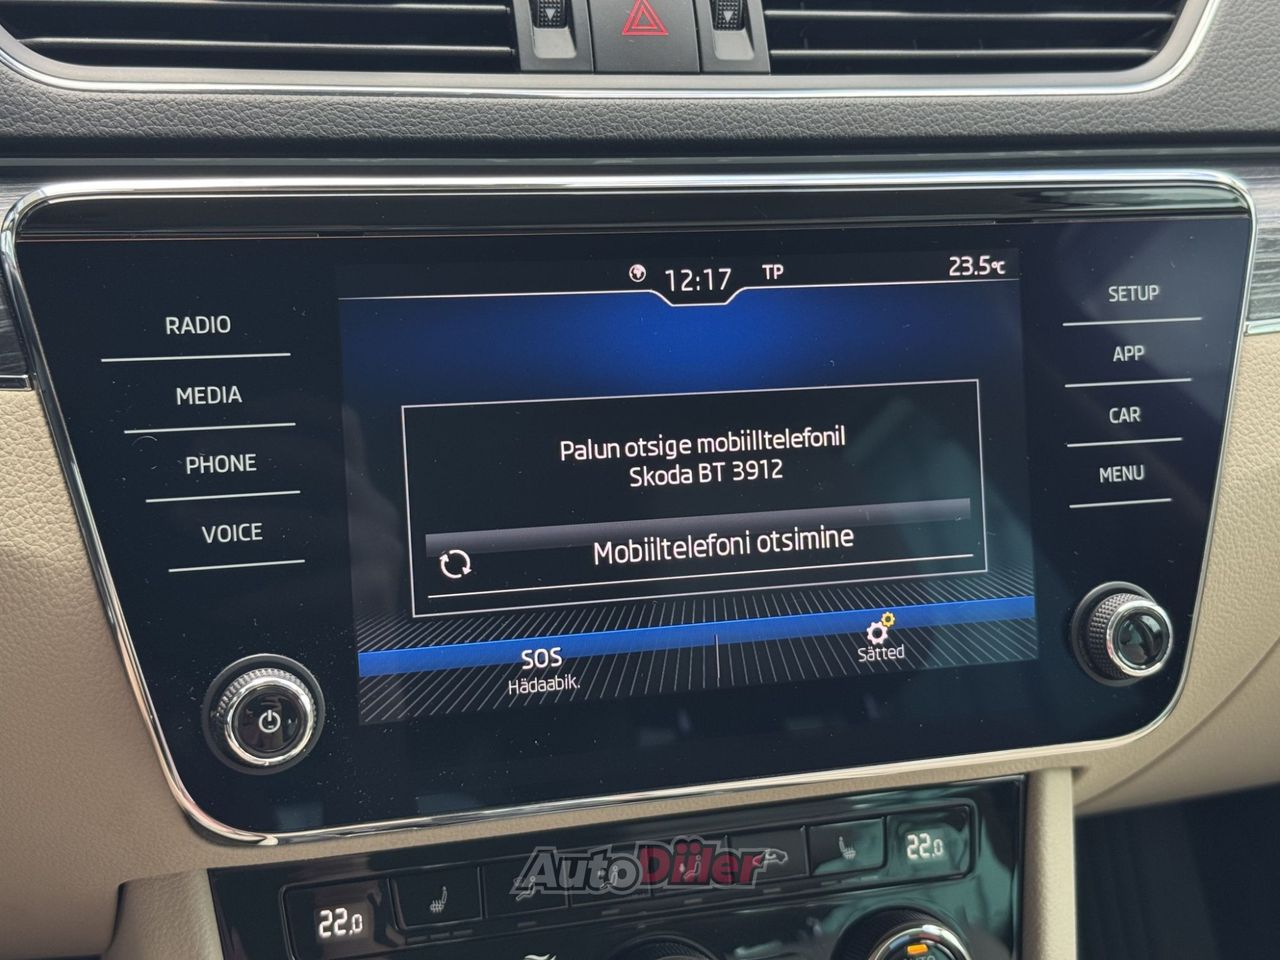 12:17 TP 23.5°C
RADIO
MEDIA
PHONE
VOICE
SETUP
APP
CAR
MENU
Palun otsige mobiilltelefonil
Skoda BT 3912
Mobiiltelefoni otsimine
SOS
Hädaabik.
Sätted
22.0
22.0
AutoDiiler
AUTO